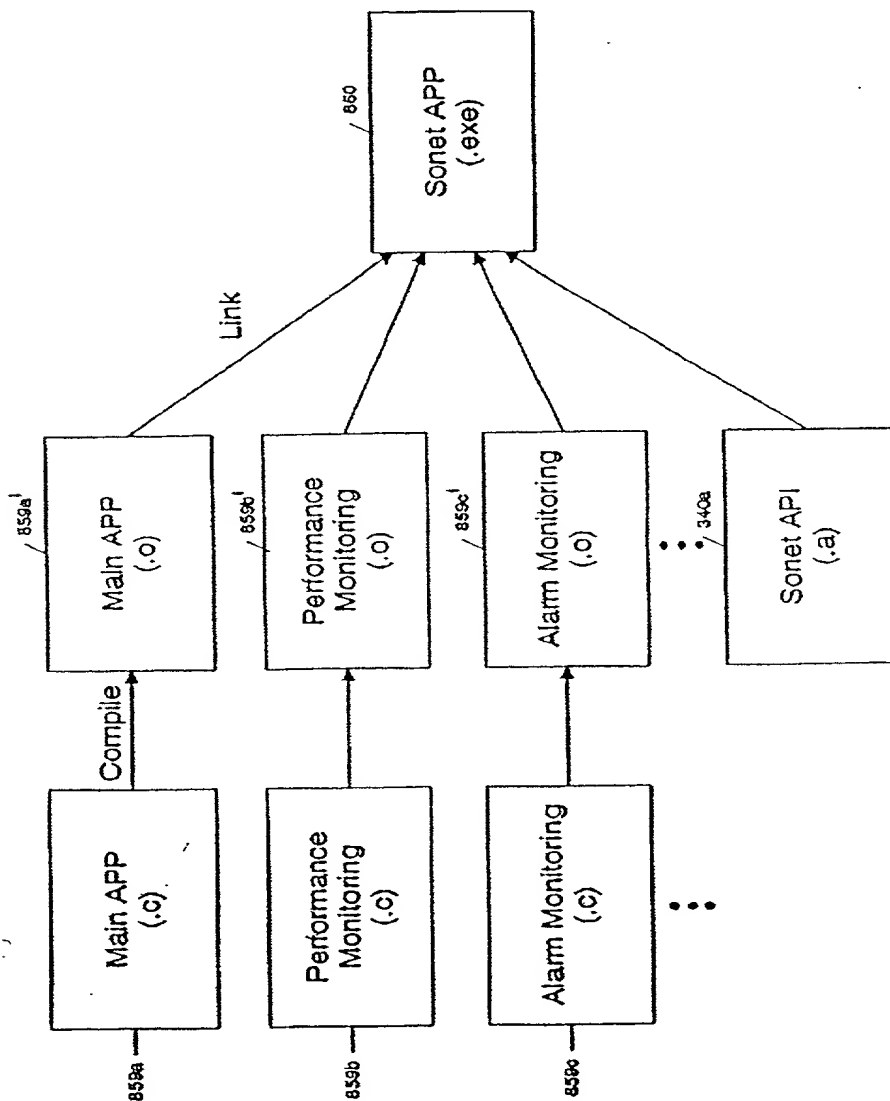 859a
Main APP
(.c)
Compile
859a'
Main APP
(.o)
Link
859b
Performance
Monitoring
(.c)
859b'
Performance
Monitoring
(.o)
859c
Alarm Monitoring
(.c)
859c'
Alarm Monitoring
(.o)
340a
Sonet API
(.a)
860
Sonet APP
(.exe)